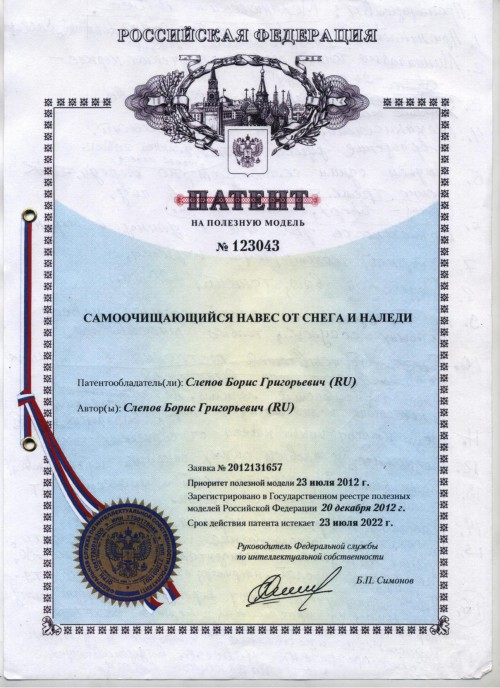 РОССИЙСКАЯ ФЕДЕРАЦИЯ
ПАТЕНТ
НА ПОЛЕЗНУЮ МОДЕЛЬ
№ 123043
САМООЧИЩАЮЩИЙСЯ НАВЕС ОТ СНЕГА И НАЛЕДИ
Патентообладатель(ли): Слепов Борис Григорьевич (RU)
Автор(ы): Слепов Борис Григорьевич (RU)
Заявка № 2012131657
Приоритет полезной модели 23 июля 2012 г.
Зарегистрировано в Государственном реестре полезных
моделей Российской Федерации 20 декабря 2012 г.
Срок действия патента истекает 23 июля 2022 г.
Руководитель Федеральной службы
по интеллектуальной собственности
Б.П. Симонов